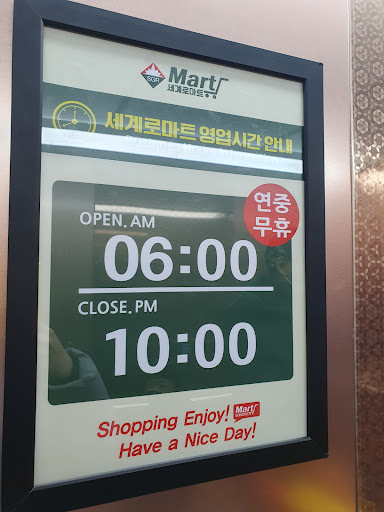 SGR
Mart
세계로마트
세계로마트 영업시간 안내
연중
무휴
OPEN.AM
06:00
CLOSE.PM
10:00
Shopping Enjoy! Mart
Have a Nice Day!